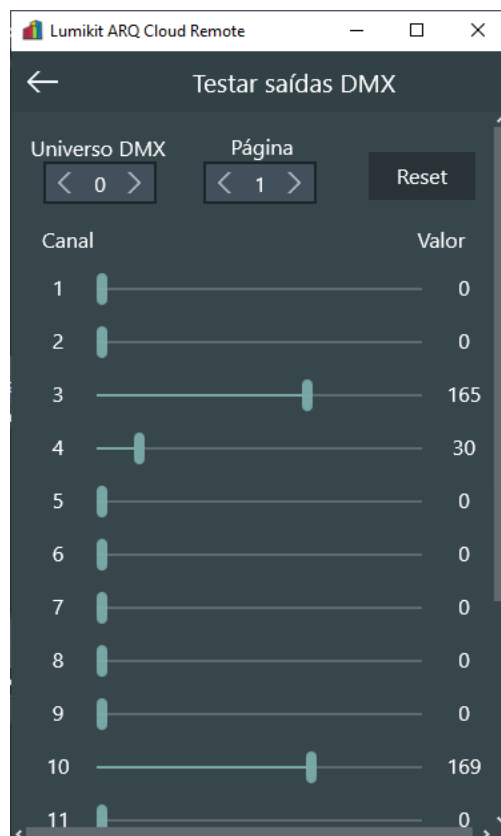 Lumikit ARQ Cloud Remote
Testar saídas DMX
Universo DMX Página
0 1 Reset
Canal Valor
1 0
2 0
3 165
4 30
5 0
6 0
7 0
8 0
9 0
10 169
11 0